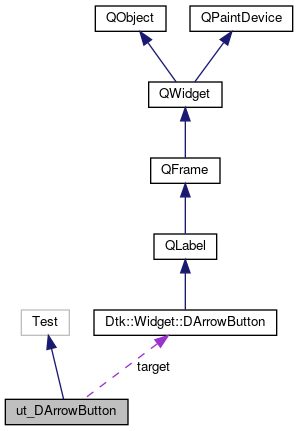 QObject
QPaintDevice
QWidget
QFrame
QLabel
Test
Dtk::Widget::DArrowButton
target
ut_DArrowButton